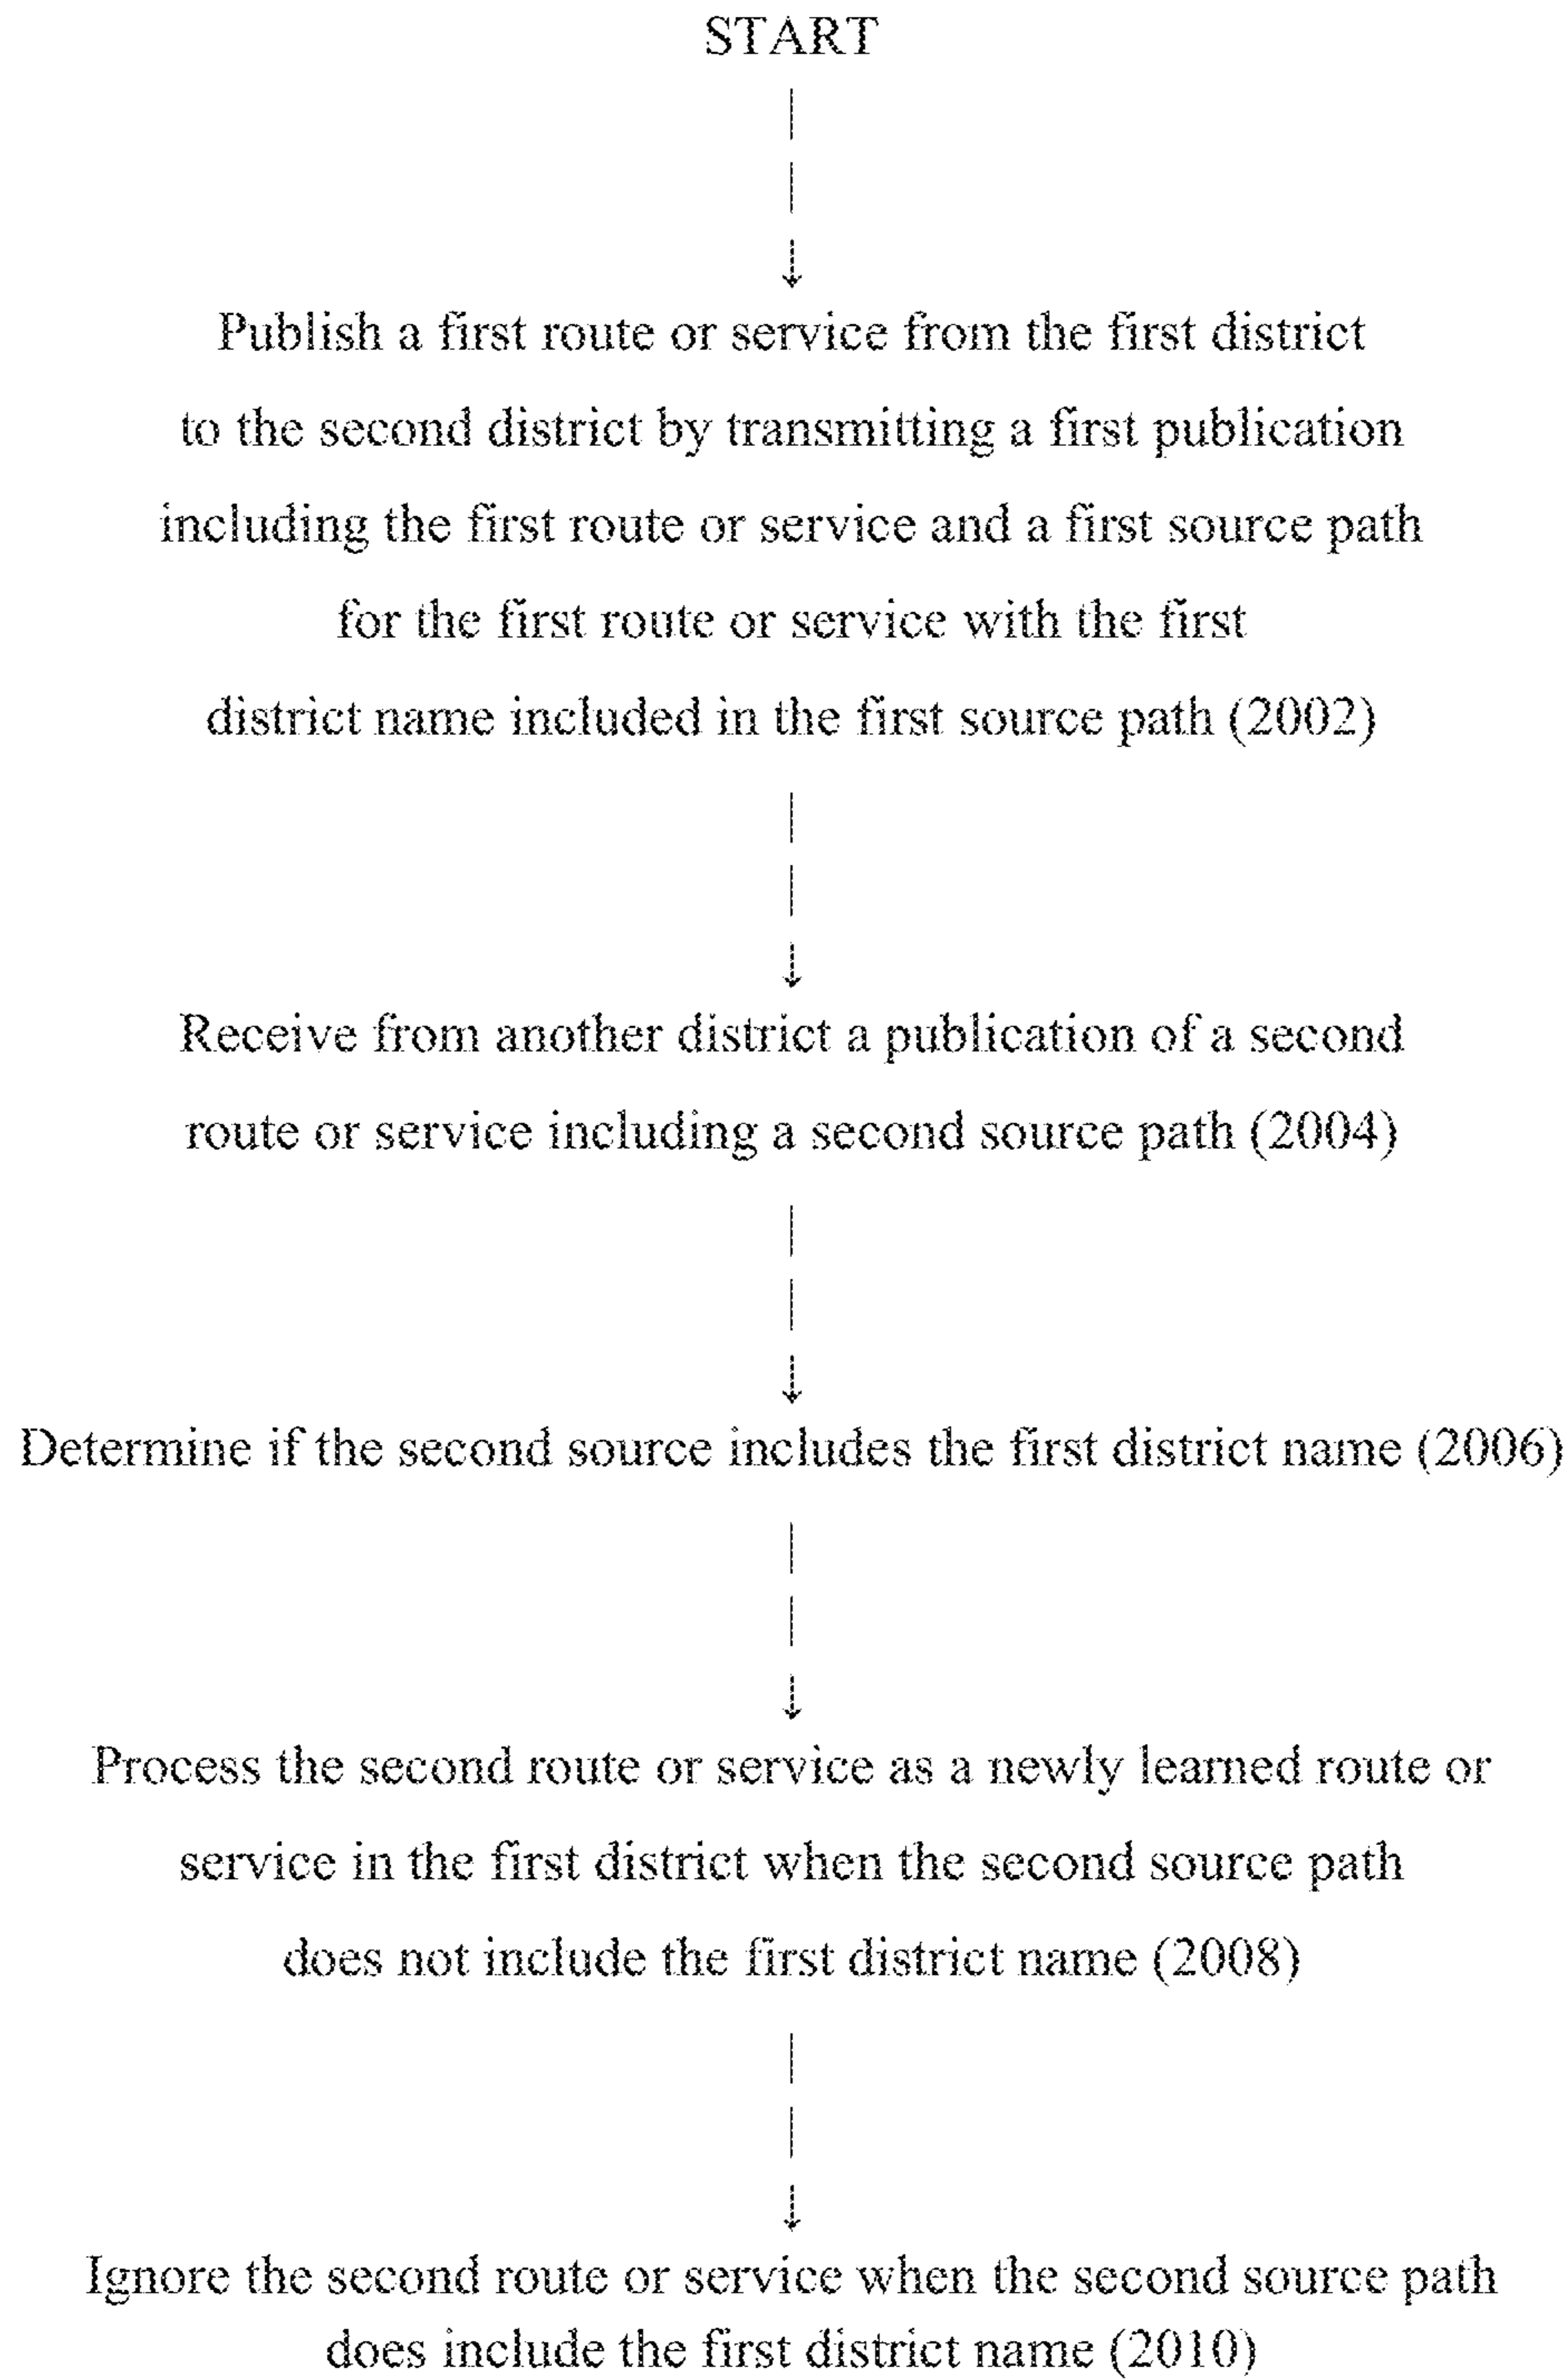 START
Publish a first route or service from the first district
to the second district by transmitting a first publication
including the first route or service and a first source path
for the first route or service with the first
district name included in the first source path (2002)
Receive from another district a publication of a second
route or service including a second source path (2004)
Determine if the second source includes the first district name (2006)
Process the second route or service as a newly learned route or
service in the first district when the second source path
does not include the first district name (2008)
Ignore the second route or service when the second source path
does include the first district name (2010)